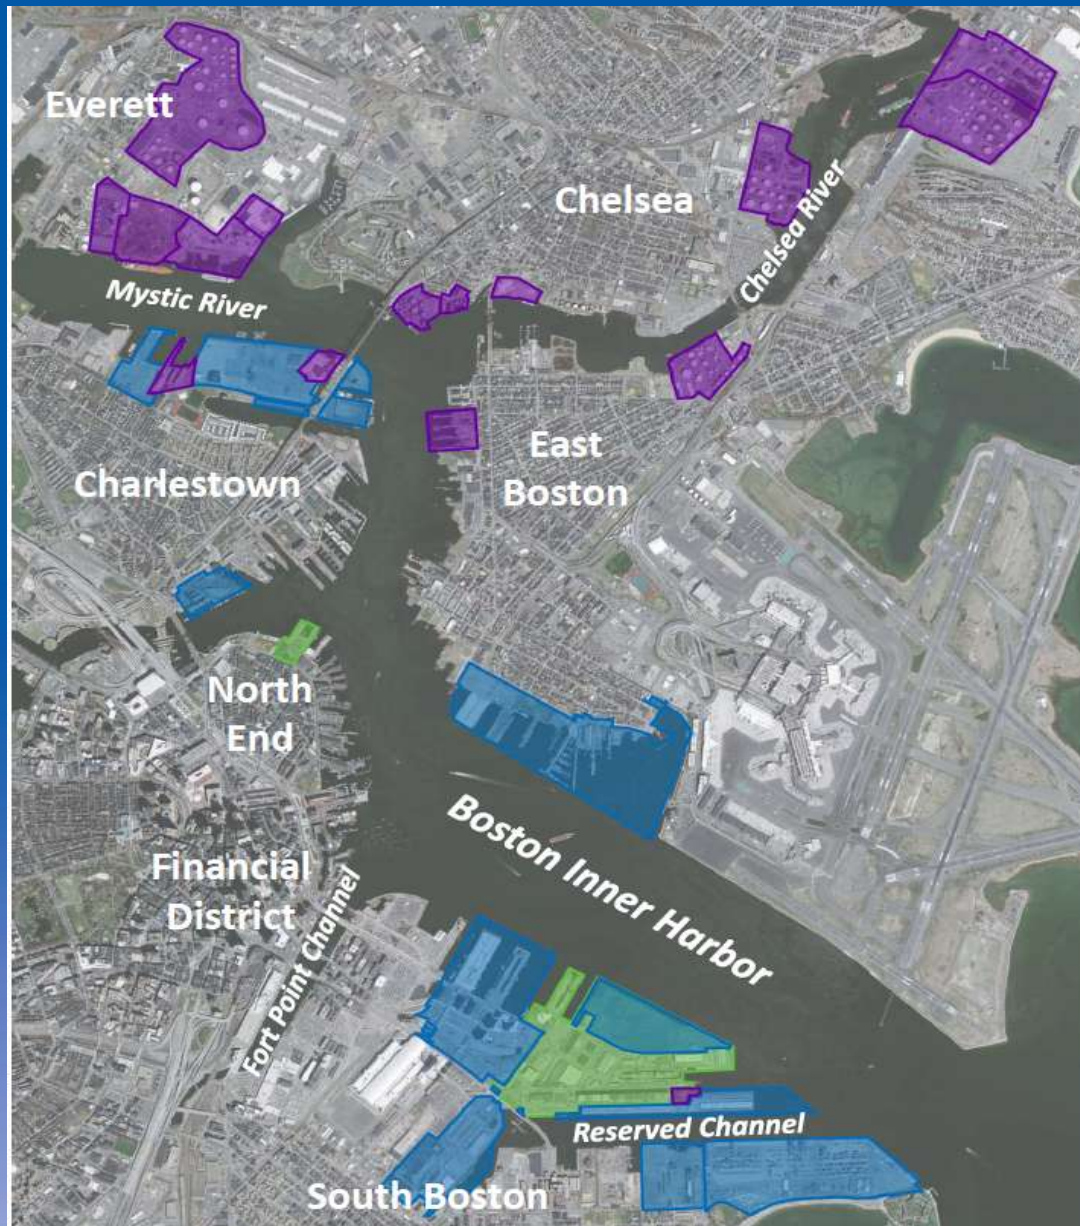 Everett
Chelsea
Chelsea River
Mystic River
East
Boston
Charlestown
North
End
Boston Inner Harbor
Financial
District
Fort Point Channel
Reserved Channel
South Boston